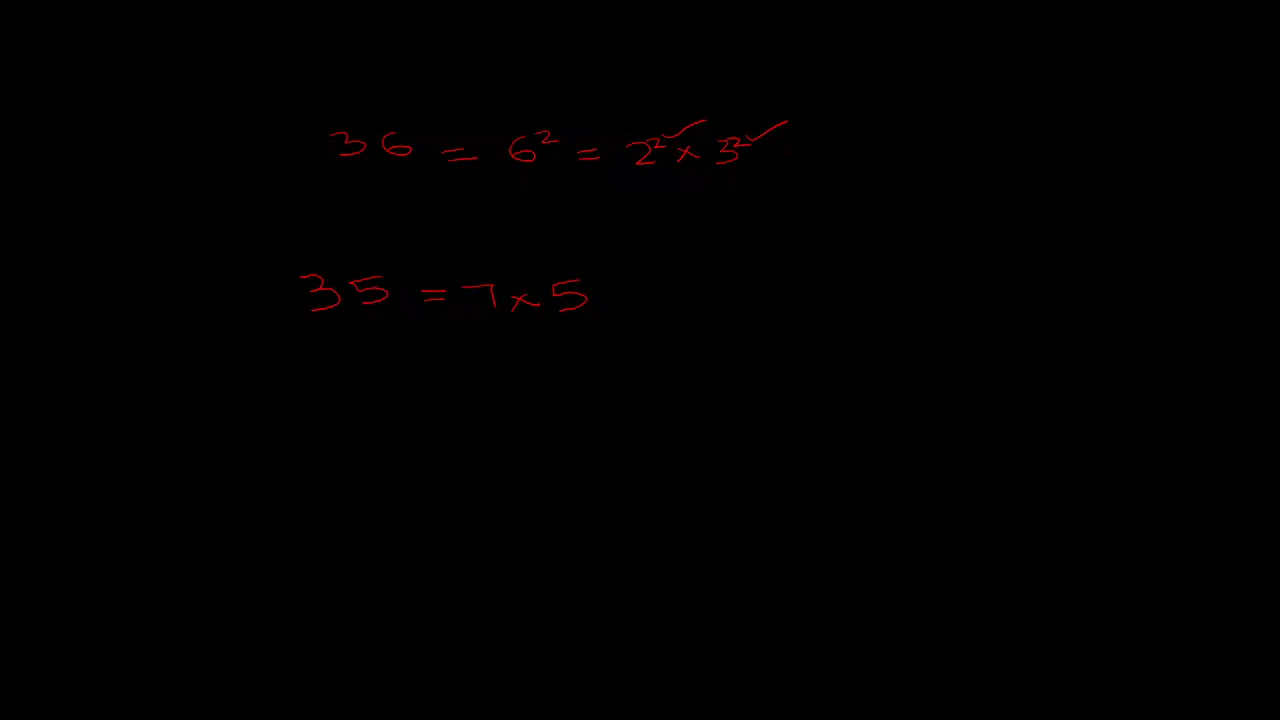 36 = 6² = 2² × 3²
35 = 7 × 5